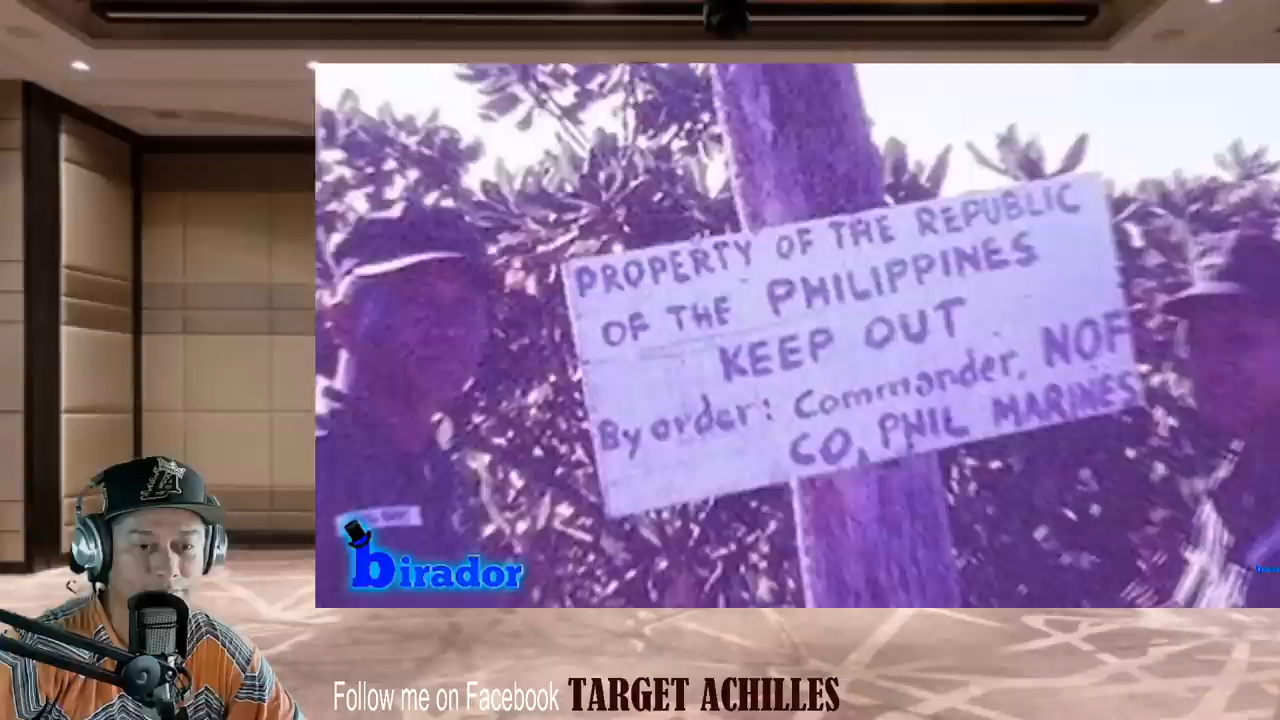 PROPERTY OF THE REPUBLIC
OF THE PHILIPPINES
KEEP OUT
By order: Commander, NOF
CO, PHIL MARINES
birador
Follow me on Facebook TARGET ACHILLES